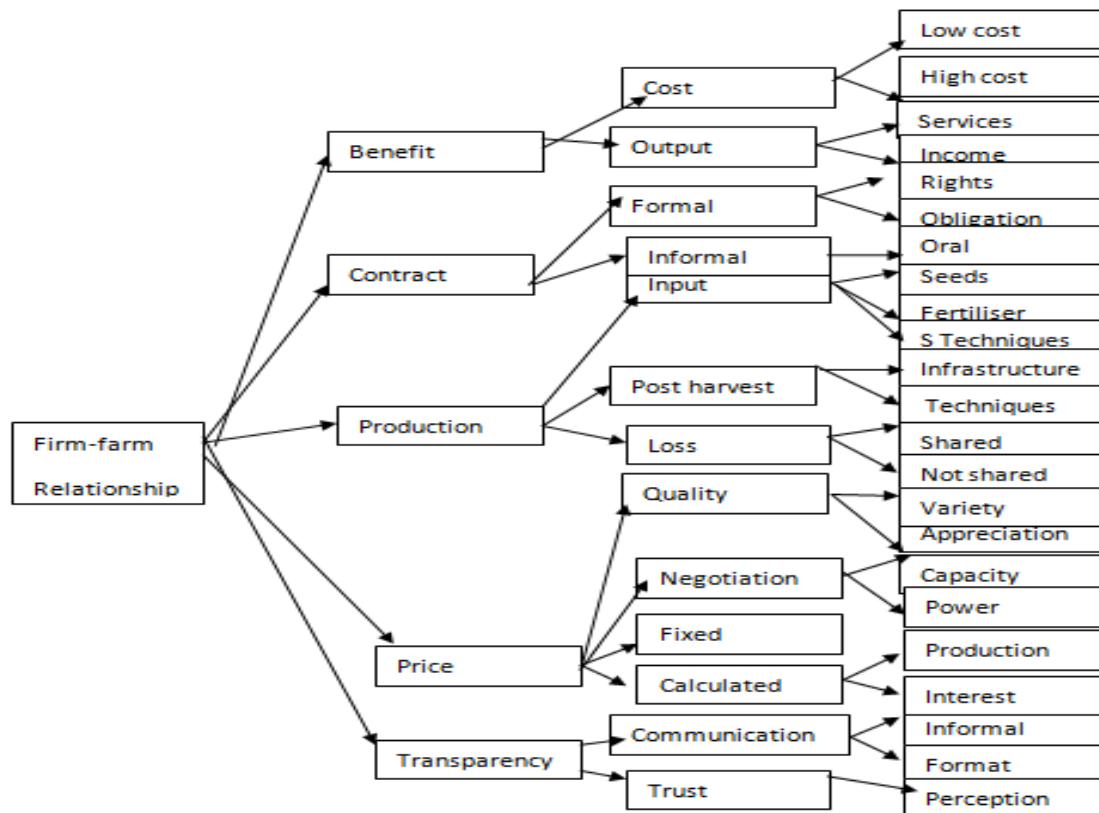 Firm-farm
Relationship
Benefit
Contract
Production
Price
Transparency
Cost
Output
Formal
Informal
Input
Post harvest
Loss
Quality
Negotiation
Fixed
Calculated
Communication
Trust
Low cost
High cost
Services
Income
Rights
Obligation
Oral
Seeds
Fertiliser
S Techniques
Infrastructure
Techniques
Shared
Not shared
Variety
Appreciation
Capacity
Power
Production
Interest
Informal
Format
Perception